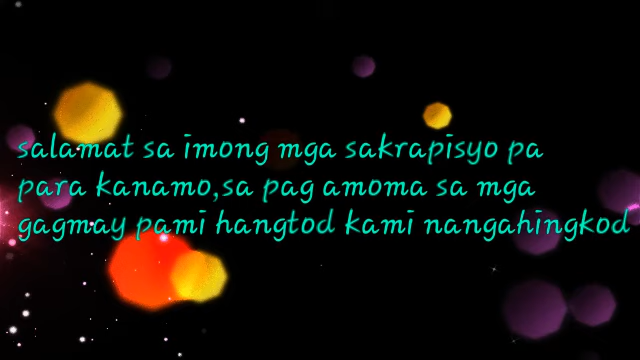 salamat sa imong mga sakrapisyo pa
para kanamo,sa pag amoma sa mga
gagmay pami hangtod kami nangahingkod